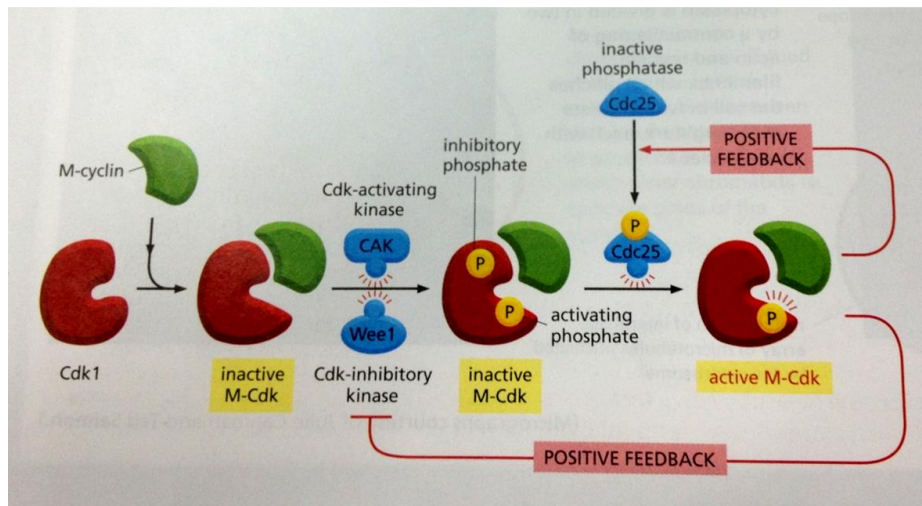 inactive
phosphatase
Cdc25
POSITIVE
FEEDBACK
inhibitory
phosphate
M-cyclin
Cdk-activating
kinase
CAK
P
Cdc25
P
P
P
Wee1
activating
phosphate
Cdk1
inactive
M-Cdk
Cdk-inhibitory
kinase
inactive
M-Cdk
active M-Cdk
POSITIVE FEEDBACK